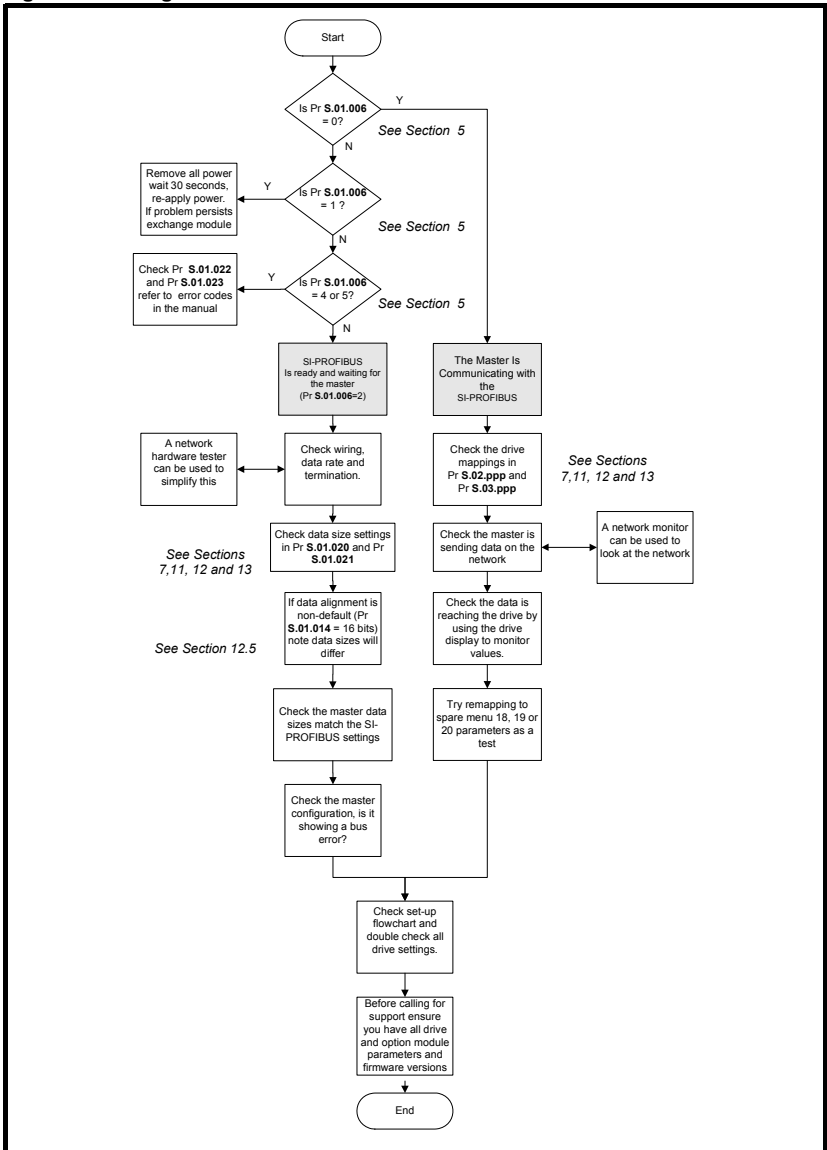 Start
Is Pr S.01.006
= 0?
Y
See Section 5
N
Remove all power
wait 30 seconds,
re-apply power.
If problem persists
exchange module
Y
Is Pr S.01.006
= 1 ?
See Section 5
N
Check Pr S.01.022
and Pr S.01.023
refer to error codes
in the manual
Y
Is Pr S.01.006
= 4 or 5?
See Section 5
N
SI-PROFIBUS
Is ready and waiting for
the master
(Pr S.01.006=2)
The Master Is
Communicating with
the
SI-PROFIBUS
A network
hardware tester
can be used to
simplify this
Check wiring,
data rate and
termination.
Check the drive
mappings in
Pr S.02.ppp and
Pr S.03.ppp
See Sections
7,11, 12 and 13
See Sections
7,11, 12 and 13
Check data size settings
in Pr S.01.020 and Pr
S.01.021
Check the master is
sending data on the
network
A network monitor
can be used to
look at the network
See Section 12.5
If data alignment is
non-default (Pr
S.01.014 = 16 bits)
note data sizes will
differ
Check the data is
reaching the drive by
using the drive
display to monitor
values.
Check the master data
sizes match the SI-
PROFIBUS settings
Try remapping to
spare menu 18, 19 or
20 parameters as a
test
Check the master
configuration, is it
showing a bus
error?
Check set-up
flowchart and
double check all
drive settings.
Before calling for
support ensure
you have all drive
and option module
parameters and
firmware versions
End